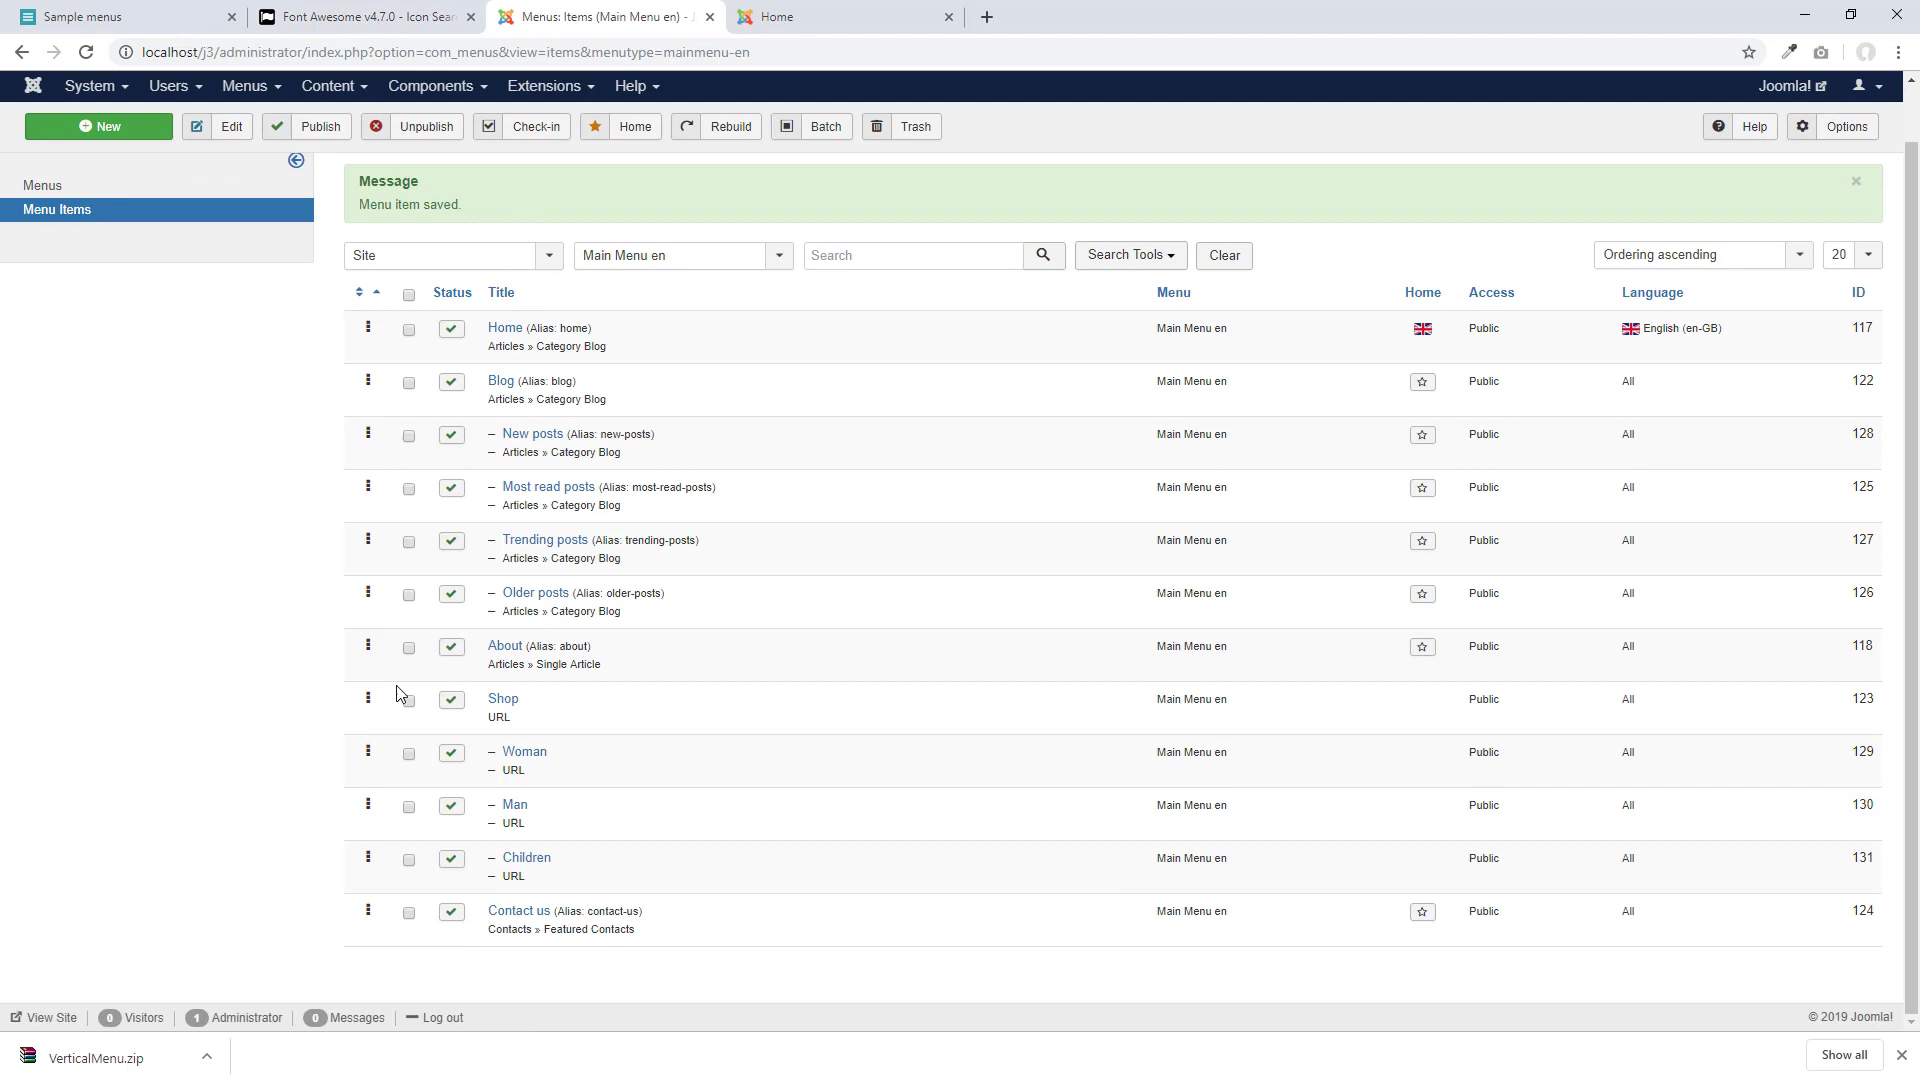 Sample menus
Font Awesome v4.7.0 - Icon Sear
Menus: Items (Main Menu en) - J
Home
localhost/j3/administrator/index.php?option=com_menus&view=items&menutype=mainmenu-en
System Users Menus Content Components Extensions Help Joomla!
New Edit Publish Unpublish Check-in Home Rebuild Batch Trash Help Options
Menus
Menu Items
Message
Menu item saved.
Site Main Menu en Search Search Tools Clear Ordering ascending 20
Status Title Menu Home Access Language ID
Home (Alias: home) Main Menu en Public English (en-GB) 117
Articles » Category Blog
Blog (Alias: blog) Main Menu en Public All 122
Articles » Category Blog
– New posts (Alias: new-posts) Main Menu en Public All 128
– Articles » Category Blog
– Most read posts (Alias: most-read-posts) Main Menu en Public All 125
– Articles » Category Blog
– Trending posts (Alias: trending-posts) Main Menu en Public All 127
– Articles » Category Blog
– Older posts (Alias: older-posts) Main Menu en Public All 126
– Articles » Category Blog
About (Alias: about) Main Menu en Public All 118
Articles » Single Article
Shop Main Menu en Public All 123
URL
– Woman Main Menu en Public All 129
– URL
– Man Main Menu en Public All 130
– URL
– Children Main Menu en Public All 131
– URL
Contact us (Alias: contact-us) Main Menu en Public All 124
Contacts » Featured Contacts
View Site 0 Visitors 1 Administrator 0 Messages Log out © 2019 Joomla!
VerticalMenu.zip Show all